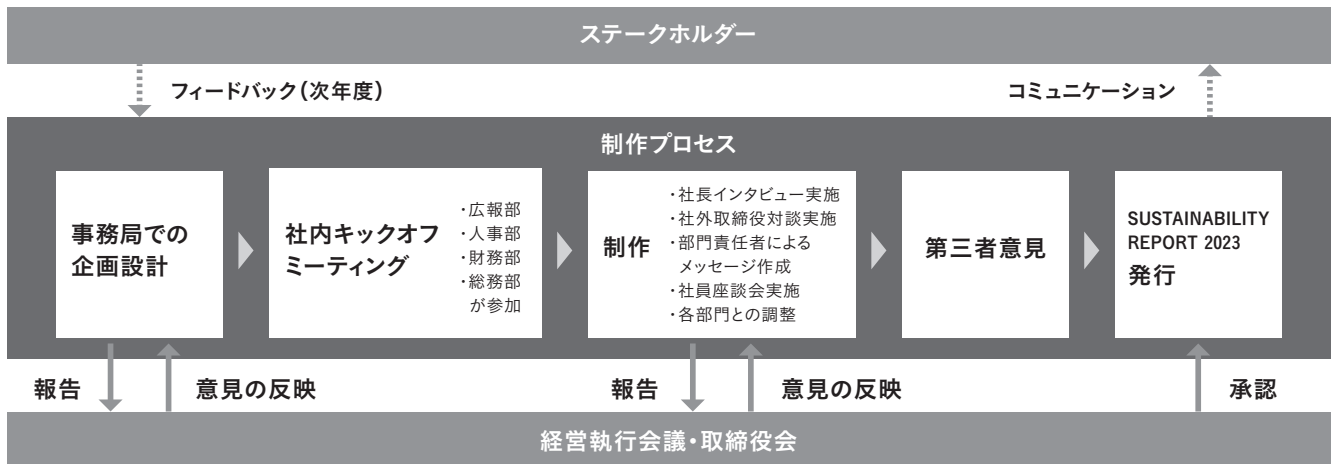 ステークホルダー
フィードバック（次年度）
コミュニケーション
制作プロセス
事務局での
企画設計
社内キックオフ
ミーティング
・広報部
・人事部
・財務部
・総務部
が参加
制作
・社長インタビュー実施
・社外取締役対談実施
・部門責任者による
メッセージ作成
・社員座談会実施
・各部門との調整
第三者意見
SUSTAINABILITY
REPORT 2023
発行
報告
意見の反映
報告
意見の反映
承認
経営執行会議・取締役会